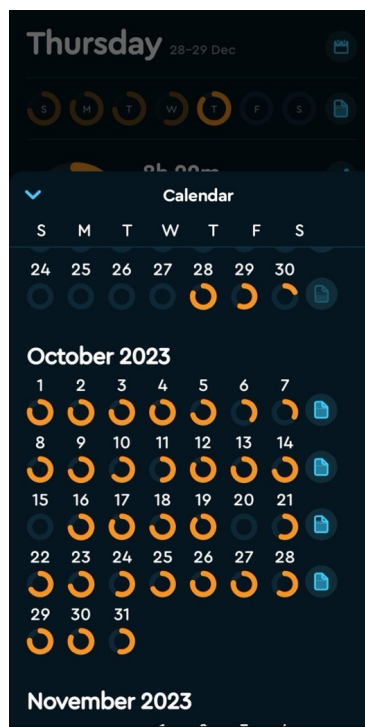 Thursday 28-29 Dec
S M T W T F S
Calendar
S M T W T F S
24 25 26 27 28 29 30
October 2023
1 2 3 4 5 6 7
8 9 10 11 12 13 14
15 16 17 18 19 20 21
22 23 24 25 26 27 28
29 30 31
November 2023